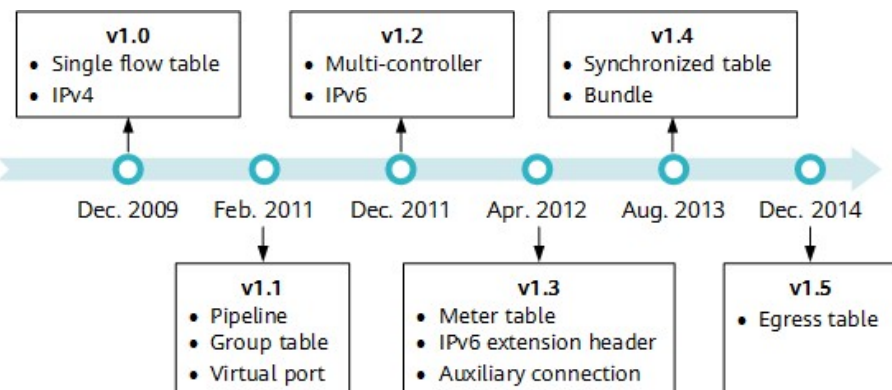 v1.0
• Single flow table
• IPv4
v1.2
• Multi-controller
• IPv6
v1.4
• Synchronized table
• Bundle
Dec. 2009
Feb. 2011
Dec. 2011
Apr. 2012
Aug. 2013
Dec. 2014
v1.1
• Pipeline
• Group table
• Virtual port
v1.3
• Meter table
• IPv6 extension header
• Auxiliary connection
v1.5
• Egress table